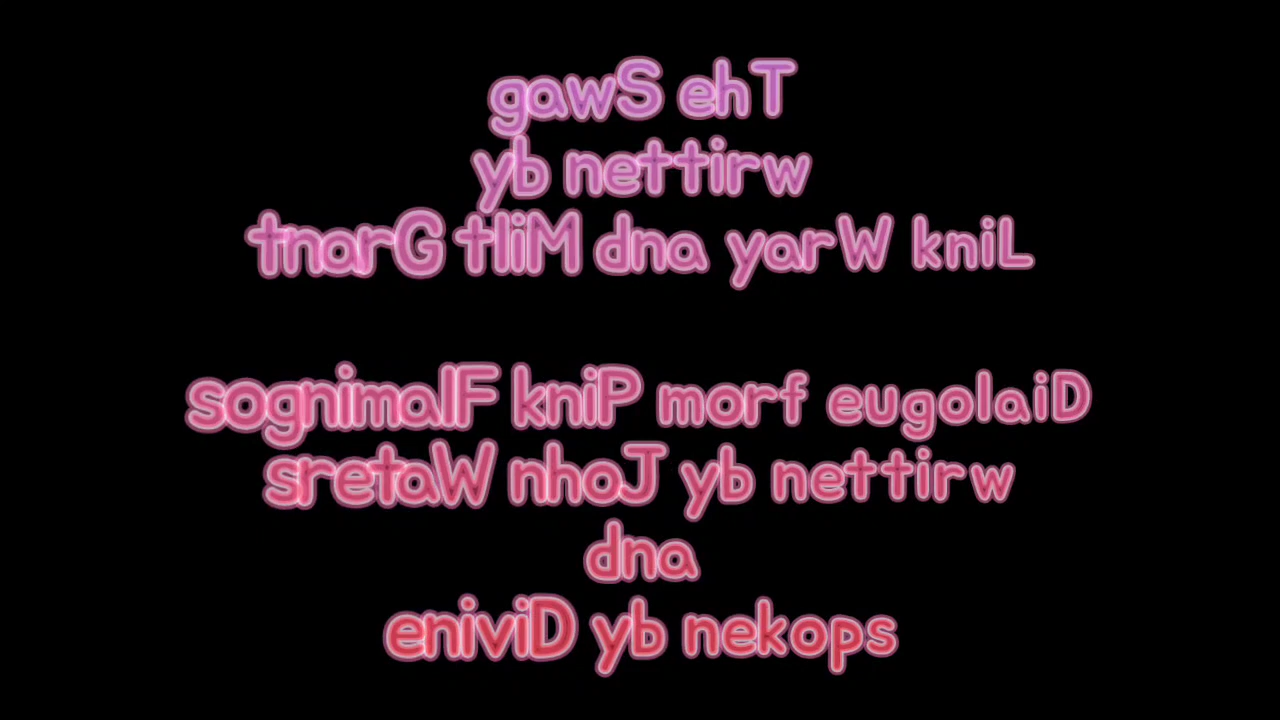 gawS ehT
yb nettirw
tnarG tliM dna yarW kniL
sognimalF kniP morf eugolaiD
sretaW nhoJ yb nettirw
dna
eniviD yb nekops